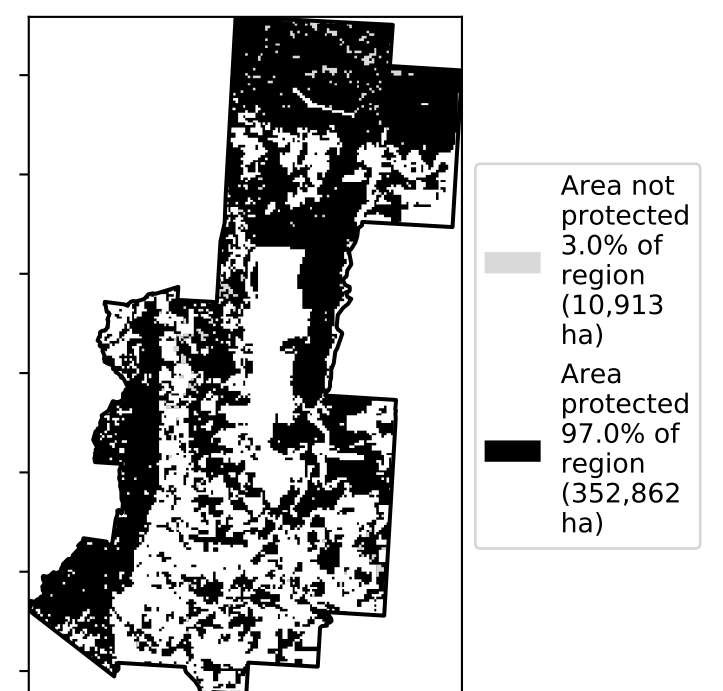 Area not
protected
3.0% of
region
(10,913
ha)
Area
protected
97.0% of
region
(352,862
ha)